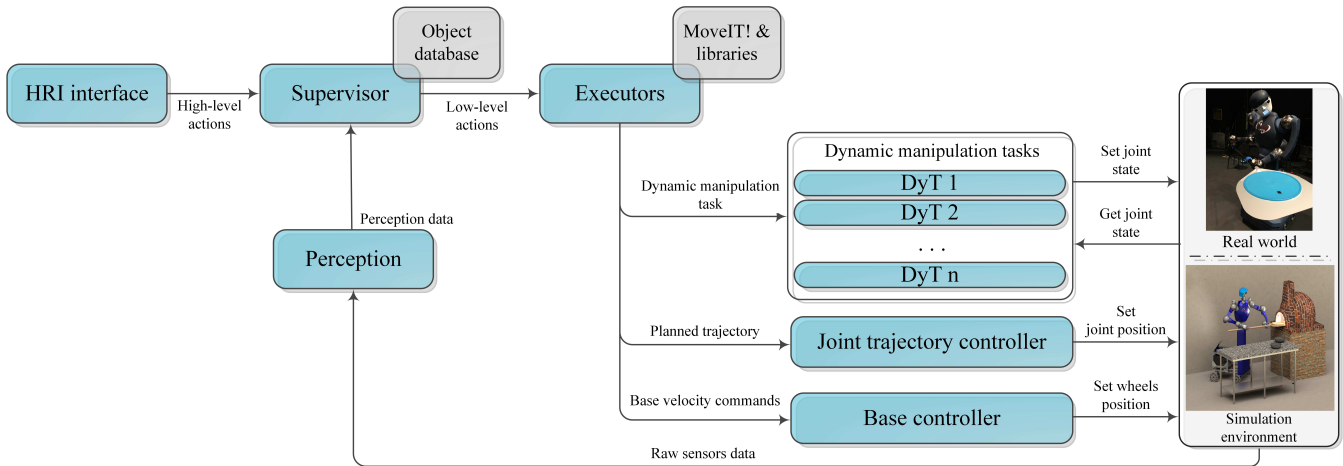 Object
database
MoveIT! &
libraries
HRI interface
High-level
actions
Supervisor
Low-level
actions
Executors
Dynamic manipulation tasks
DyT 1
DyT 2
. . .
DyT n
Set joint
state
Get joint
state
Real world
Dynamic manipulation
task
Perception data
Perception
Planned trajectory
Joint trajectory controller
Set
joint position
Base velocity commands
Base controller
Set wheels
position
Simulation
environment
Raw sensors data